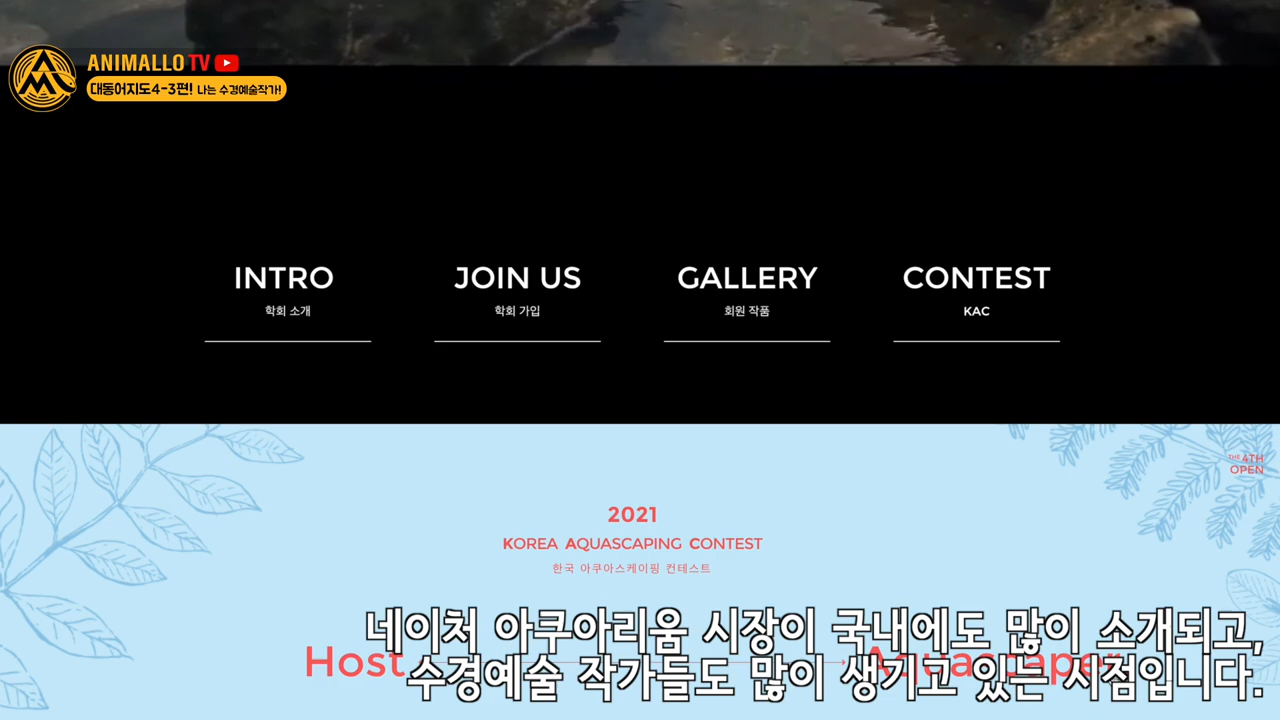 ANIMALLO TV
대동어지도4-3편! 나는 수경예술작가!
INTRO
학회 소개
JOIN US
학회 가입
GALLERY
회원 작품
CONTEST
KAC
THE 4TH
OPEN
2021
KOREA AQUASCAPING CONTEST
한국 아쿠아스케이핑 컨테스트
Host Aquascaper
네이처 아쿠아리움 시장이 국내에도 많이 소개되고,
수경예술 작가들도 많이 생기고 있는 시점입니다.